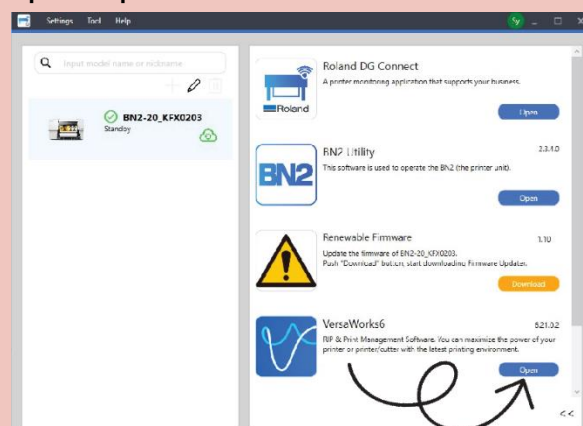 Settings Tool Help
Sy
Input model name or nickname
BN2-20_KFX0203
Standby
Roland DG Connect
A printer monitoring application that supports your business.
Roland
Open
BN2 Utility 2.3.4.0
This software is used to operate the BN2 (the printer unit).
BN2
Open
Renewable Firmware 1.10
Update the firmware of BN2-20_KFX0203.
Push "Download" button, start downloading Firmware Updater.
Download
VersaWorks6 6.21.0.2
RIP & Print Management Software. You can maximize the power of your
printer or printer/cutter with the latest printing environment.
Open
<<